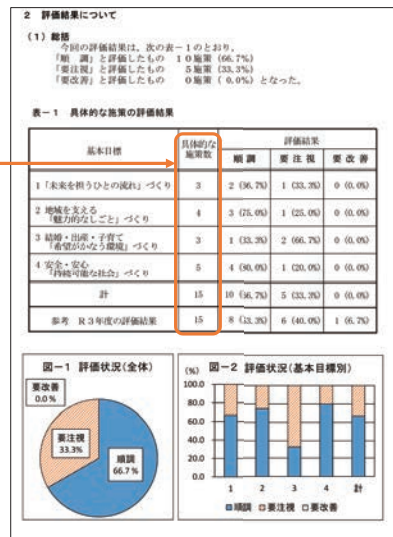 2 評価結果について
(1) 総括
今回の評価結果は、次の表-1のとおり、
「順 調」と評価したもの 10施策 (66.7%)
「要注視」と評価したもの 5施策 (33.3%)
「要改善」と評価したもの 0施策 ( 0.0%) となった。
表-1 具体的な施策の評価結果
基本目標 具体的な施策数 評価結果
順 調 要 注 視 要 改 善
1「未来を担うひとの流れ」づくり 3 2 (66.7%) 1 (33.3%) 0 (0.0%)
2 地域を支える
「魅力的なしごと」づくり 4 3 (75.0%) 1 (25.0%) 0 (0.0%)
3 結婚・出産・子育て
「希望がかなう環境」づくり 3 1 (33.3%) 2 (66.7%) 0 (0.0%)
4 安全・安心
「持続可能な社会」づくり 5 4 (80.0%) 1 (20.0%) 0 (0.0%)
計 15 10 (66.7%) 5 (33.3%) 0 (0.0%)
参考 R3年度の評価結果 15 8 (53.3%) 6 (40.0%) 1 (6.7%)
図-1 評価状況(全体)
要改善
0.0%
要注視
33.3%
順調
66.7%
図-2 評価状況(基本目標別)
(%)
100.0
80.0
60.0
40.0
20.0
0.0
1 2 3 4 計
順調 要注視 要改善